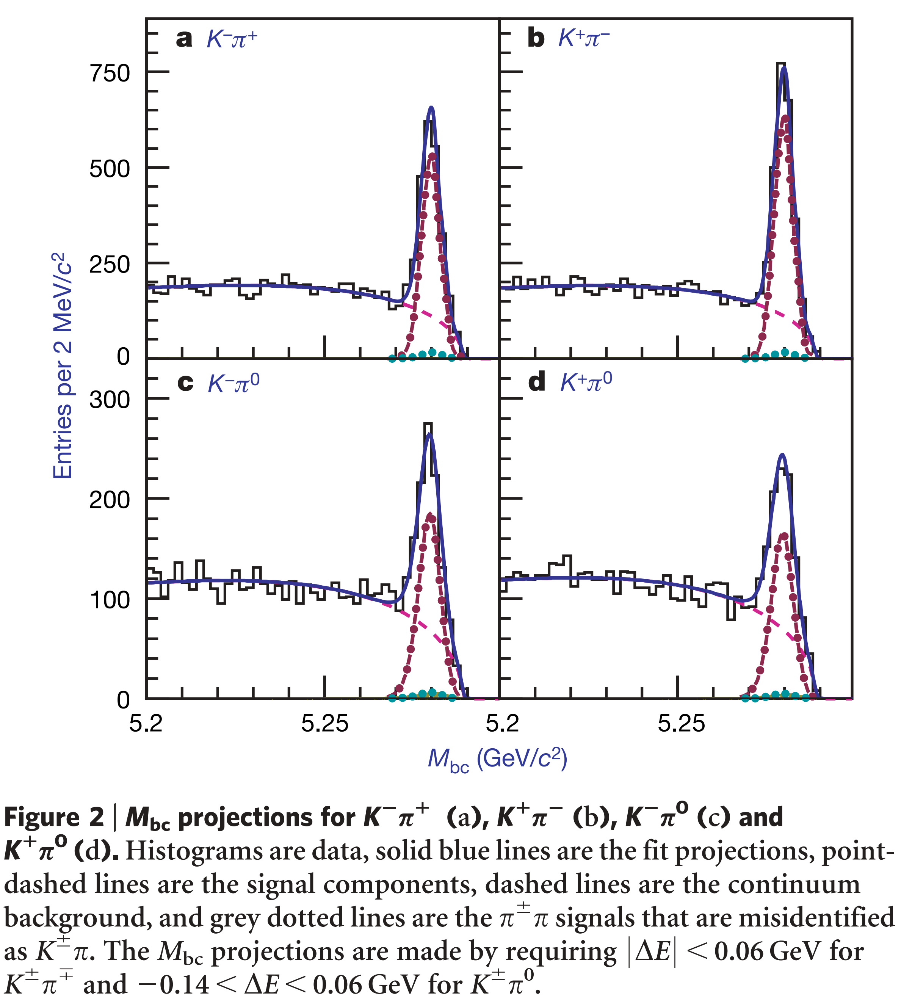 a K⁻π⁺
b K⁺π⁻
750
500
250
0
c K⁻π⁰
d K⁺π⁰
300
200
100
0
Entries per 2 MeV/c²
5.2 5.25 5.2 5.25
M_bc (GeV/c²)
Figure 2 | M_bc projections for K⁻π⁺ (a), K⁺π⁻ (b), K⁻π⁰ (c) and
K⁺π⁰ (d). Histograms are data, solid blue lines are the fit projections, point-
dashed lines are the signal components, dashed lines are the continuum
background, and grey dotted lines are the π±π signals that are misidentified
as K±π. The M_bc projections are made by requiring |ΔE| < 0.06 GeV for
K±π∓ and −0.14 < ΔE < 0.06 GeV for K±π⁰.